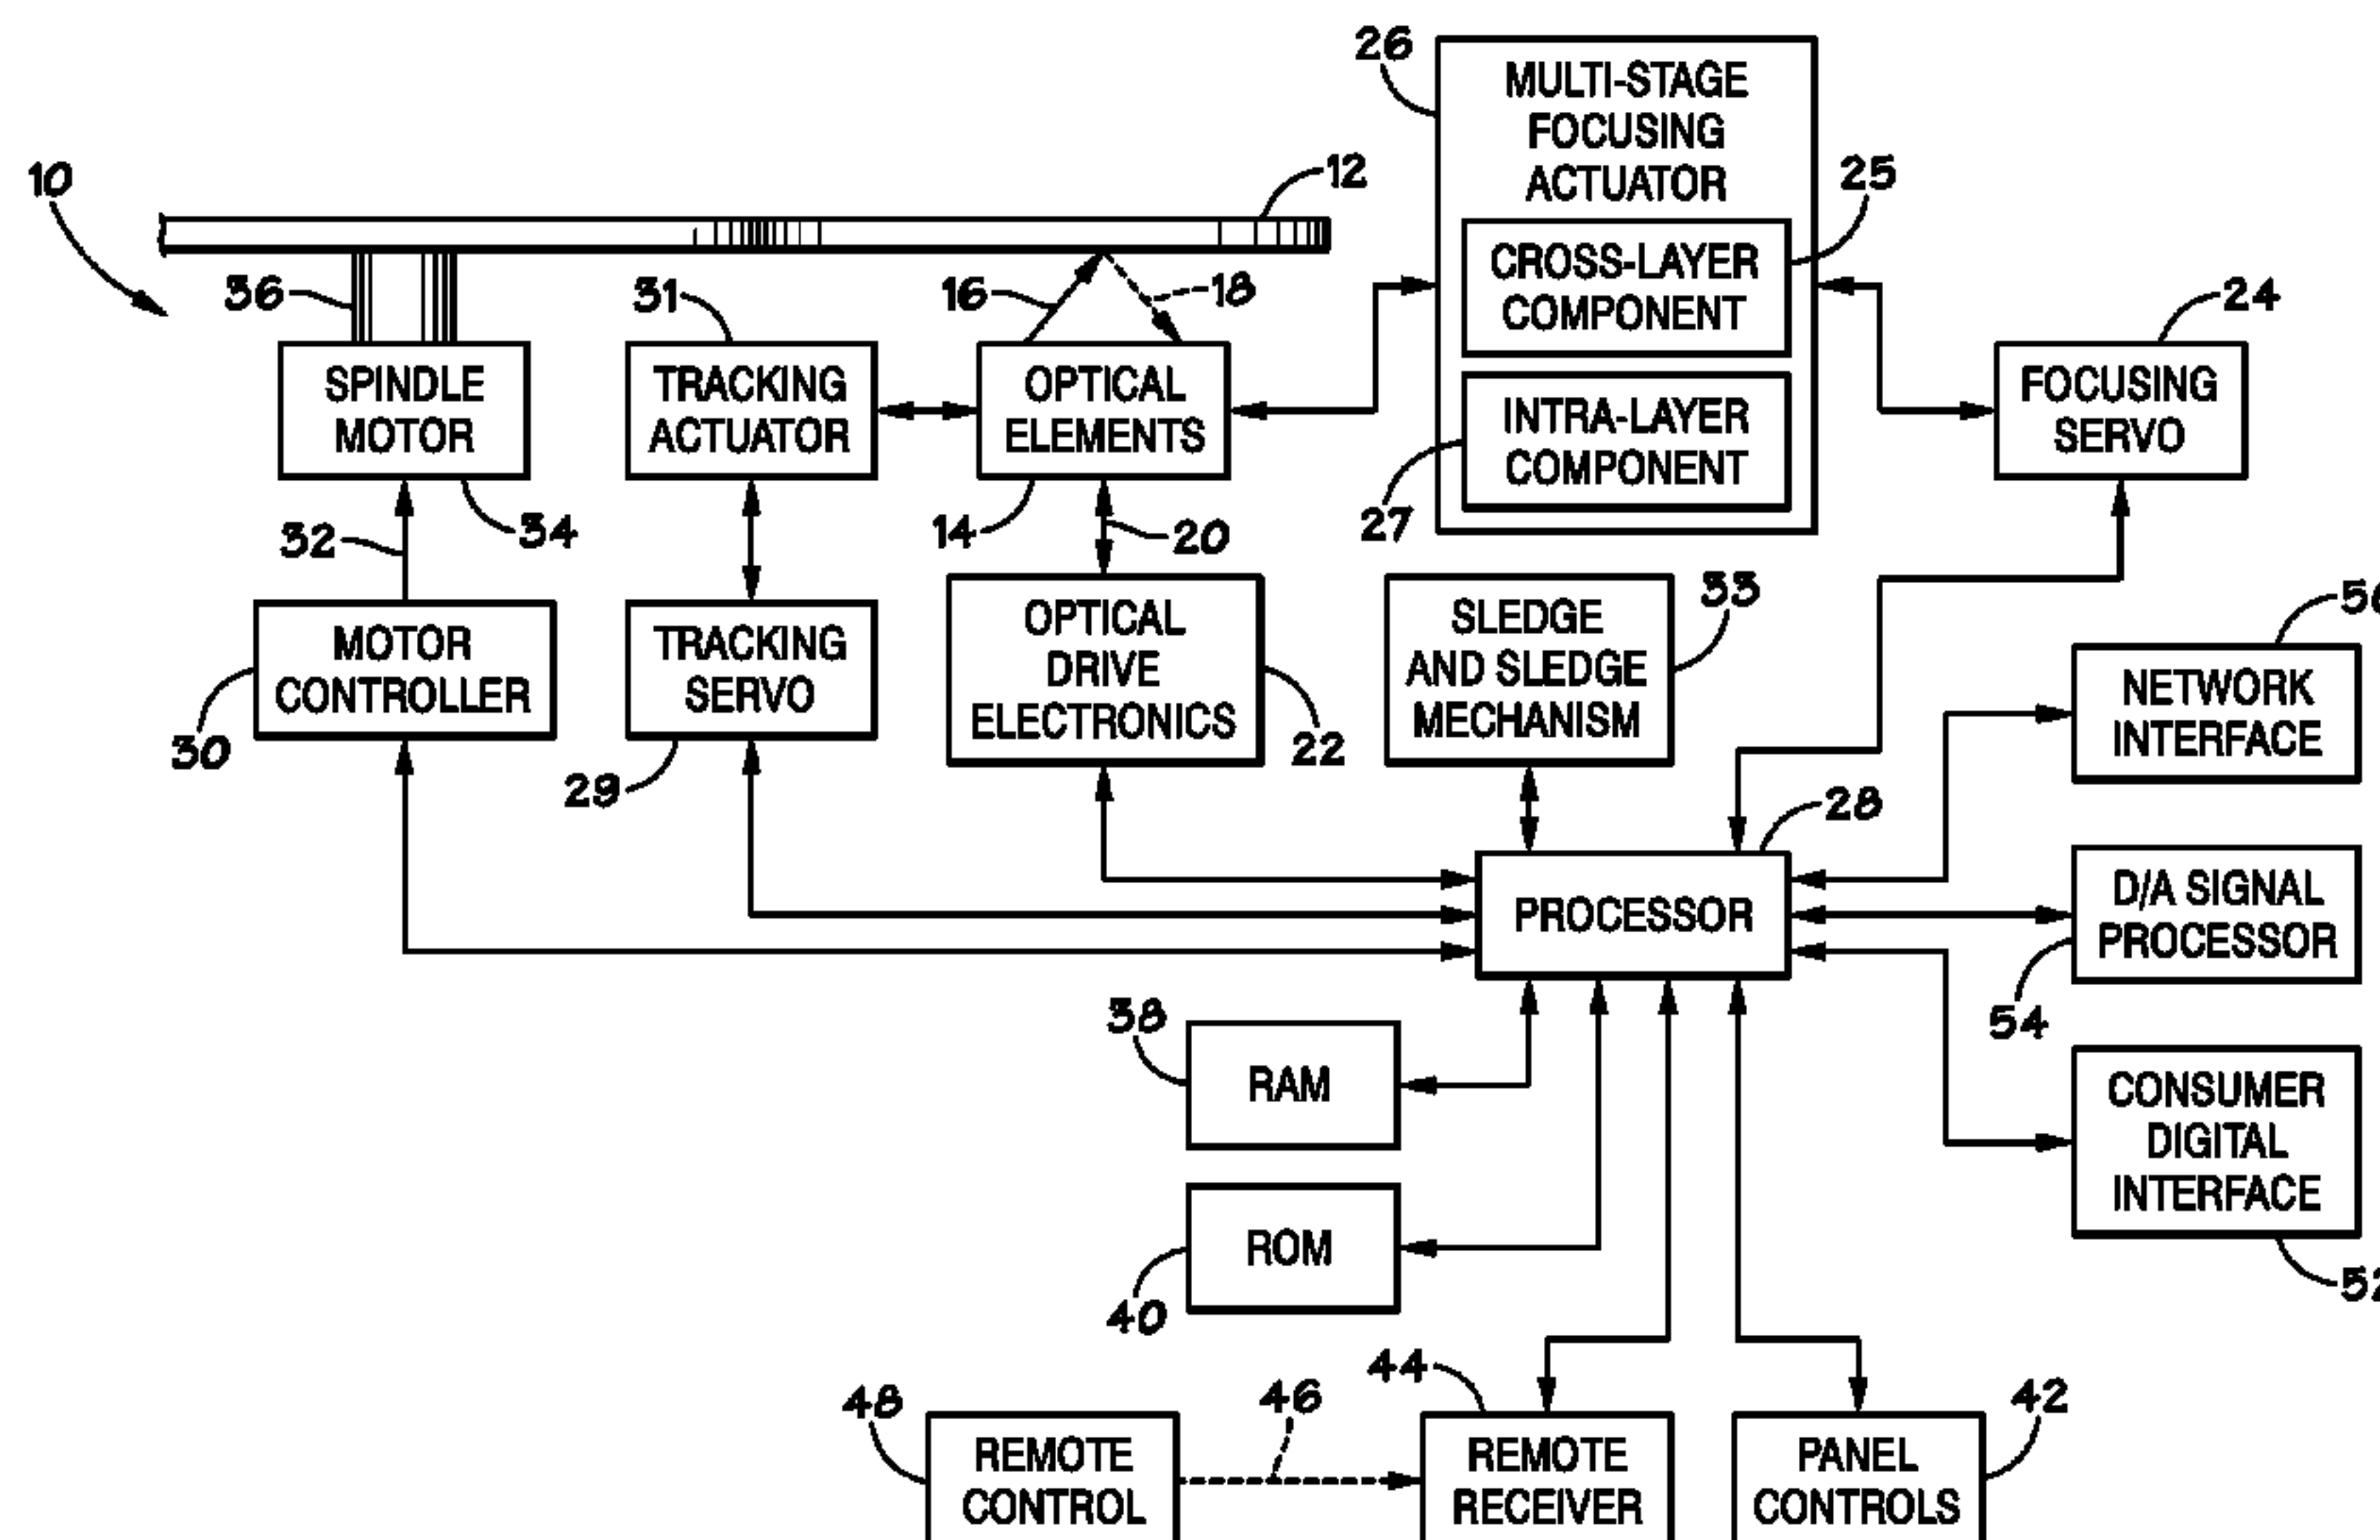 26
MULTI-STAGE
FOCUSING
ACTUATOR
10
12
25
CROSS-LAYER
COMPONENT
36
31
16
18
24
SPINDLE
MOTOR
TRACKING
ACTUATOR
OPTICAL
ELEMENTS
INTRA-LAYER
COMPONENT
FOCUSING
SERVO
32
34
14
20
27
MOTOR
CONTROLLER
TRACKING
SERVO
OPTICAL
DRIVE
ELECTRONICS
SLEDGE
AND SLEDGE
MECHANISM
33
NETWORK
INTERFACE
30
29
22
28
PROCESSOR
D/A SIGNAL
PROCESSOR
54
38
RAM
CONSUMER
DIGITAL
INTERFACE
ROM
40
44
48
46
42
REMOTE
CONTROL
REMOTE
RECEIVER
PANEL
CONTROLS